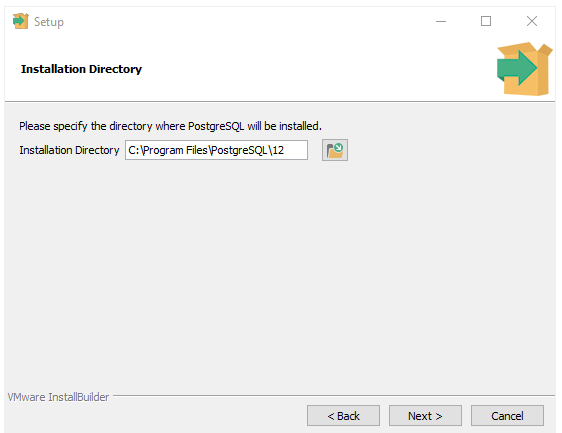 Setup
Installation Directory
Please specify the directory where PostgreSQL will be installed.
Installation Directory C:\Program Files\PostgreSQL\12
VMware InstallBuilder
< Back Next > Cancel